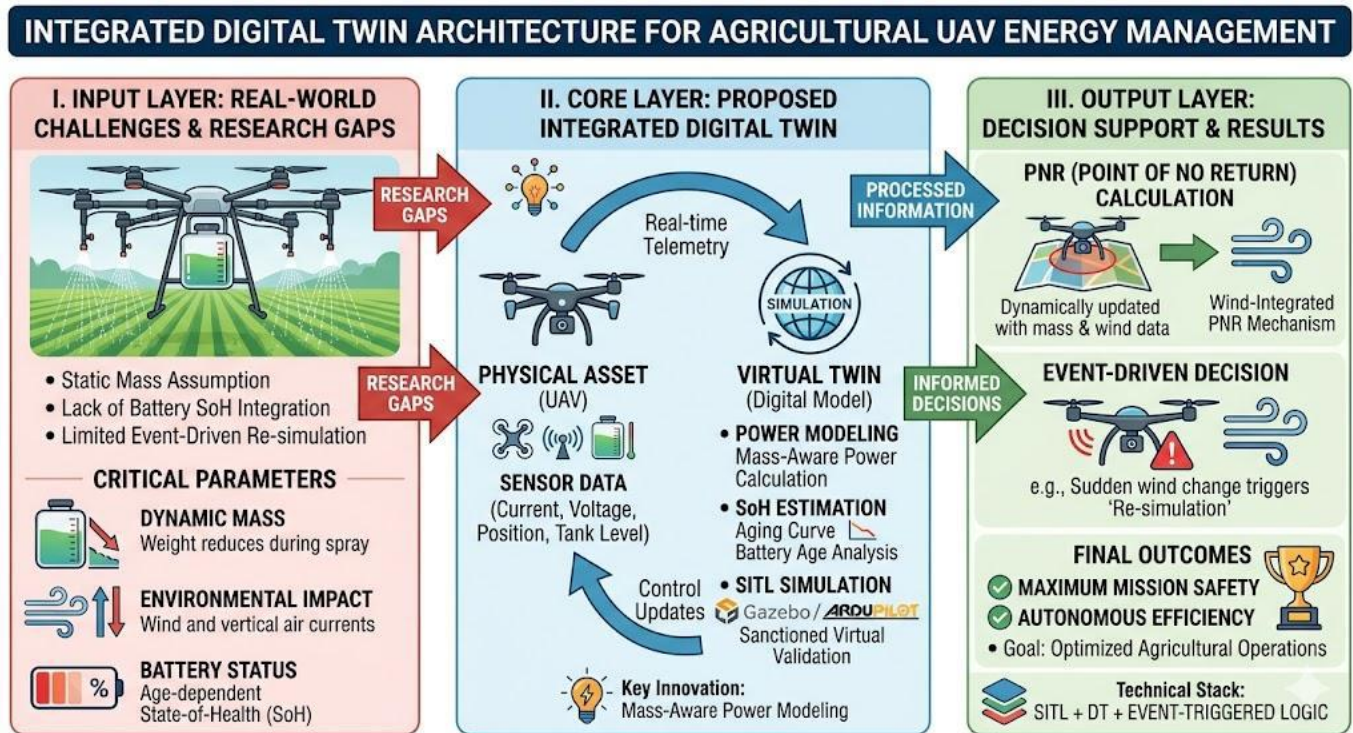 INTEGRATED DIGITAL TWIN ARCHITECTURE FOR AGRICULTURAL UAV ENERGY MANAGEMENT
I. INPUT LAYER: REAL-WORLD
CHALLENGES & RESEARCH GAPS
RESEARCH
GAPS
• Static Mass Assumption
• Lack of Battery SoH Integration
• Limited Event-Driven Re-simulation
RESEARCH
GAPS
CRITICAL PARAMETERS
DYNAMIC MASS
Weight reduces during spray
ENVIRONMENTAL IMPACT
Wind and vertical air currents
%
BATTERY STATUS
Age-dependent
State-of-Health (SoH)
II. CORE LAYER: PROPOSED
INTEGRATED DIGITAL TWIN
Real-time
Telemetry
SIMULATION
PHYSICAL ASSET
(UAV)
SENSOR DATA
(Current, Voltage,
Position, Tank Level)
VIRTUAL TWIN
(Digital Model)
• POWER MODELING
Mass-Aware Power
Calculation
• SoH ESTIMATION
Aging Curve
Battery Age Analysis
• SITL SIMULATION
Gazebo / ARDUPILOT
Sanctioned Virtual
Validation
Control
Updates
Key Innovation:
Mass-Aware Power Modeling
PROCESSED
INFORMATION
INFORMED
DECISIONS
III. OUTPUT LAYER:
DECISION SUPPORT & RESULTS
PNR (POINT OF NO RETURN)
CALCULATION
Dynamically updated
with mass & wind data
Wind-Integrated
PNR Mechanism
EVENT-DRIVEN DECISION
e.g., Sudden wind change triggers
'Re-simulation'
FINAL OUTCOMES
MAXIMUM MISSION SAFETY
AUTONOMOUS EFFICIENCY
• Goal: Optimized Agricultural Operations
Technical Stack:
SITL + DT + EVENT-TRIGGERED LOGIC